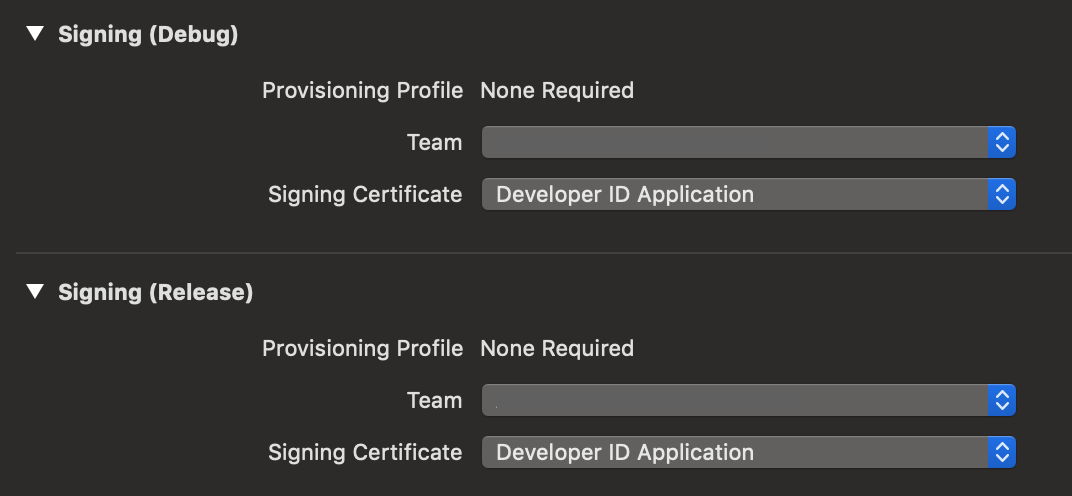 Signing (Debug)
Provisioning Profile None Required
Team
Signing Certificate Developer ID Application
Signing (Release)
Provisioning Profile None Required
Team
Signing Certificate Developer ID Application